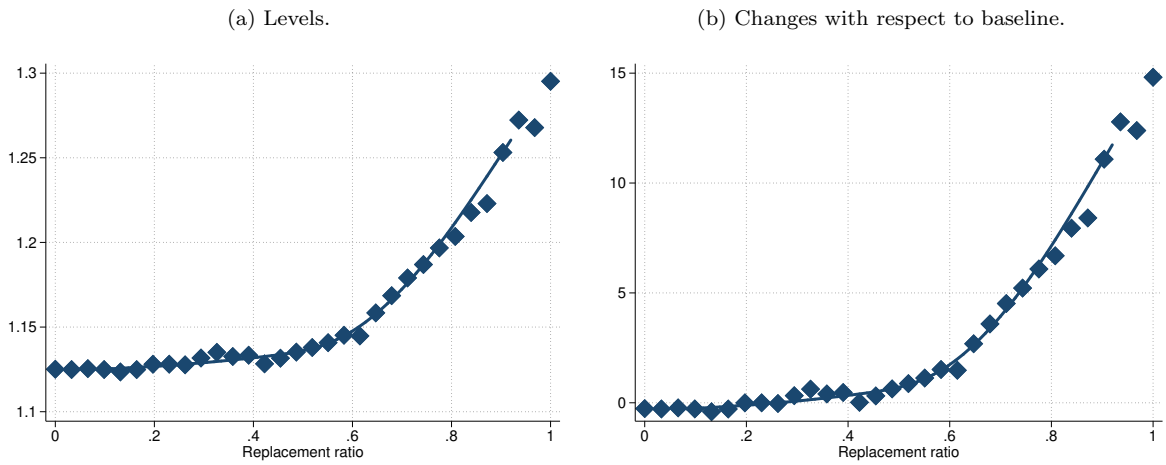 (a) Levels.
1.3
1.25
1.2
1.15
1.1
0 .2 .4 .6 .8 1
Replacement ratio
(b) Changes with respect to baseline.
15
10
5
0
0 .2 .4 .6 .8 1
Replacement ratio